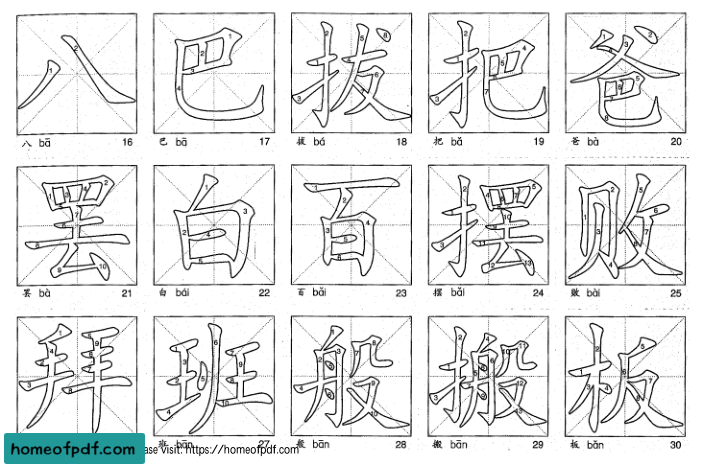 八 巴 拔 把 爸
八 bā 16 巴 bā 17 拔 bá 18 把 bǎ 19 爸 bà 20
罢 白 百 摆 败
罢 bà 21 白 bái 22 百 bǎi 23 摆 bǎi 24 败 bài 25
拜 班 般 搬 板
班 bān 27 般 bān 28 搬 bān 29 板 bǎn 30
homeofpdf.com
ase visit: https://homeofpdf.com